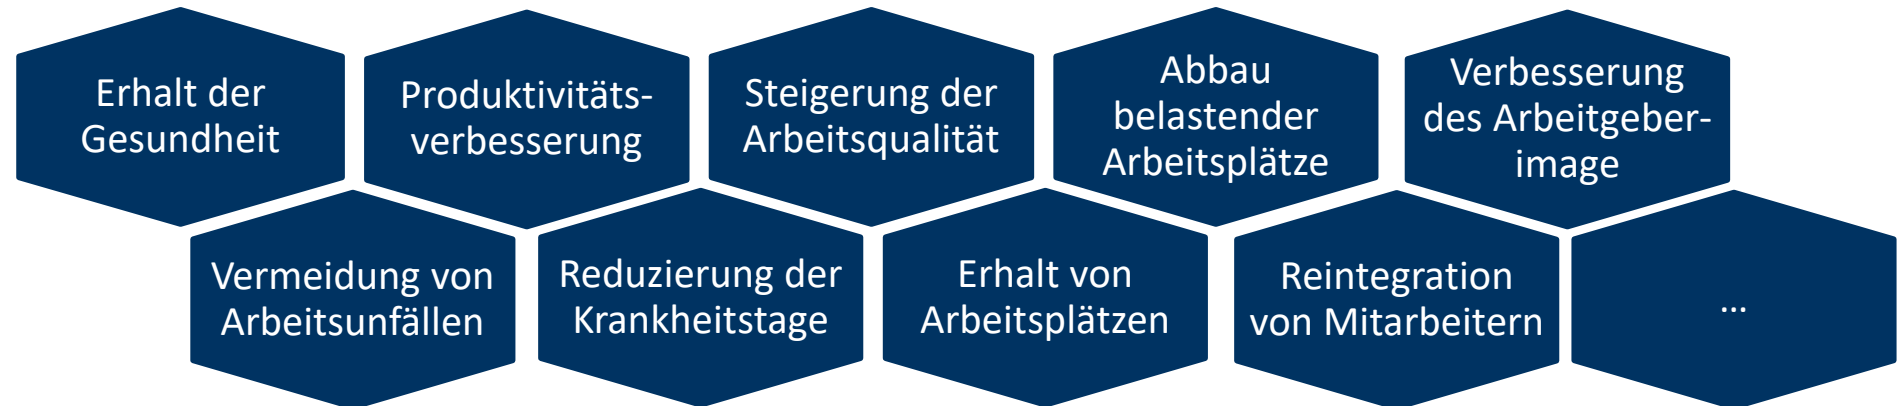 Erhalt der
Gesundheit
Produktivitäts-
verbesserung
Steigerung der
Arbeitsqualität
Abbau
belastender
Arbeitsplätze
Verbesserung
des Arbeitgeber-
image
Vermeidung von
Arbeitsunfällen
Reduzierung der
Krankheitstage
Erhalt von
Arbeitsplätzen
Reintegration
von Mitarbeitern
...